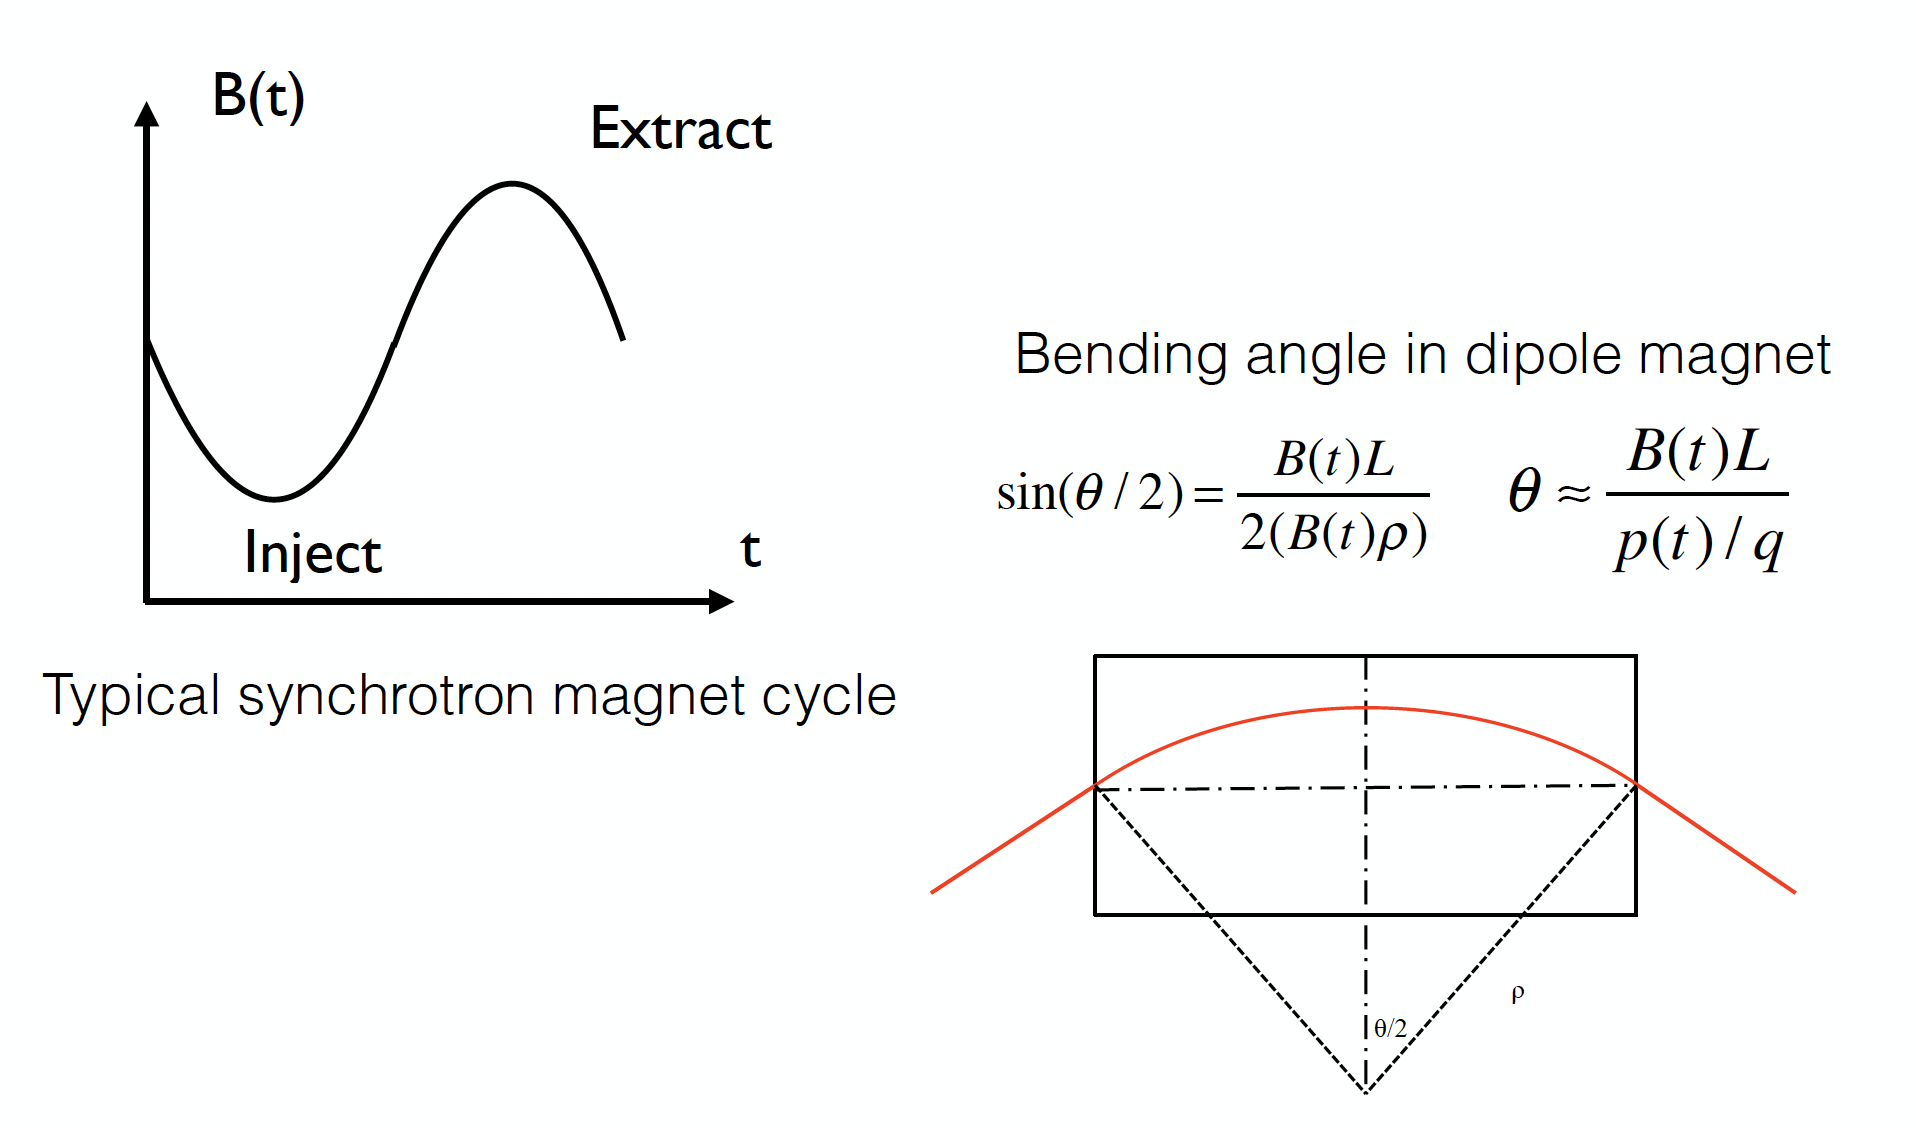 B(t)
Extract
Inject
t
Typical synchrotron magnet cycle
Bending angle in dipole magnet
sin(θ / 2) = B(t)L / 2(B(t)ρ)
θ ≈ B(t)L / p(t) / q
ρ
θ/2